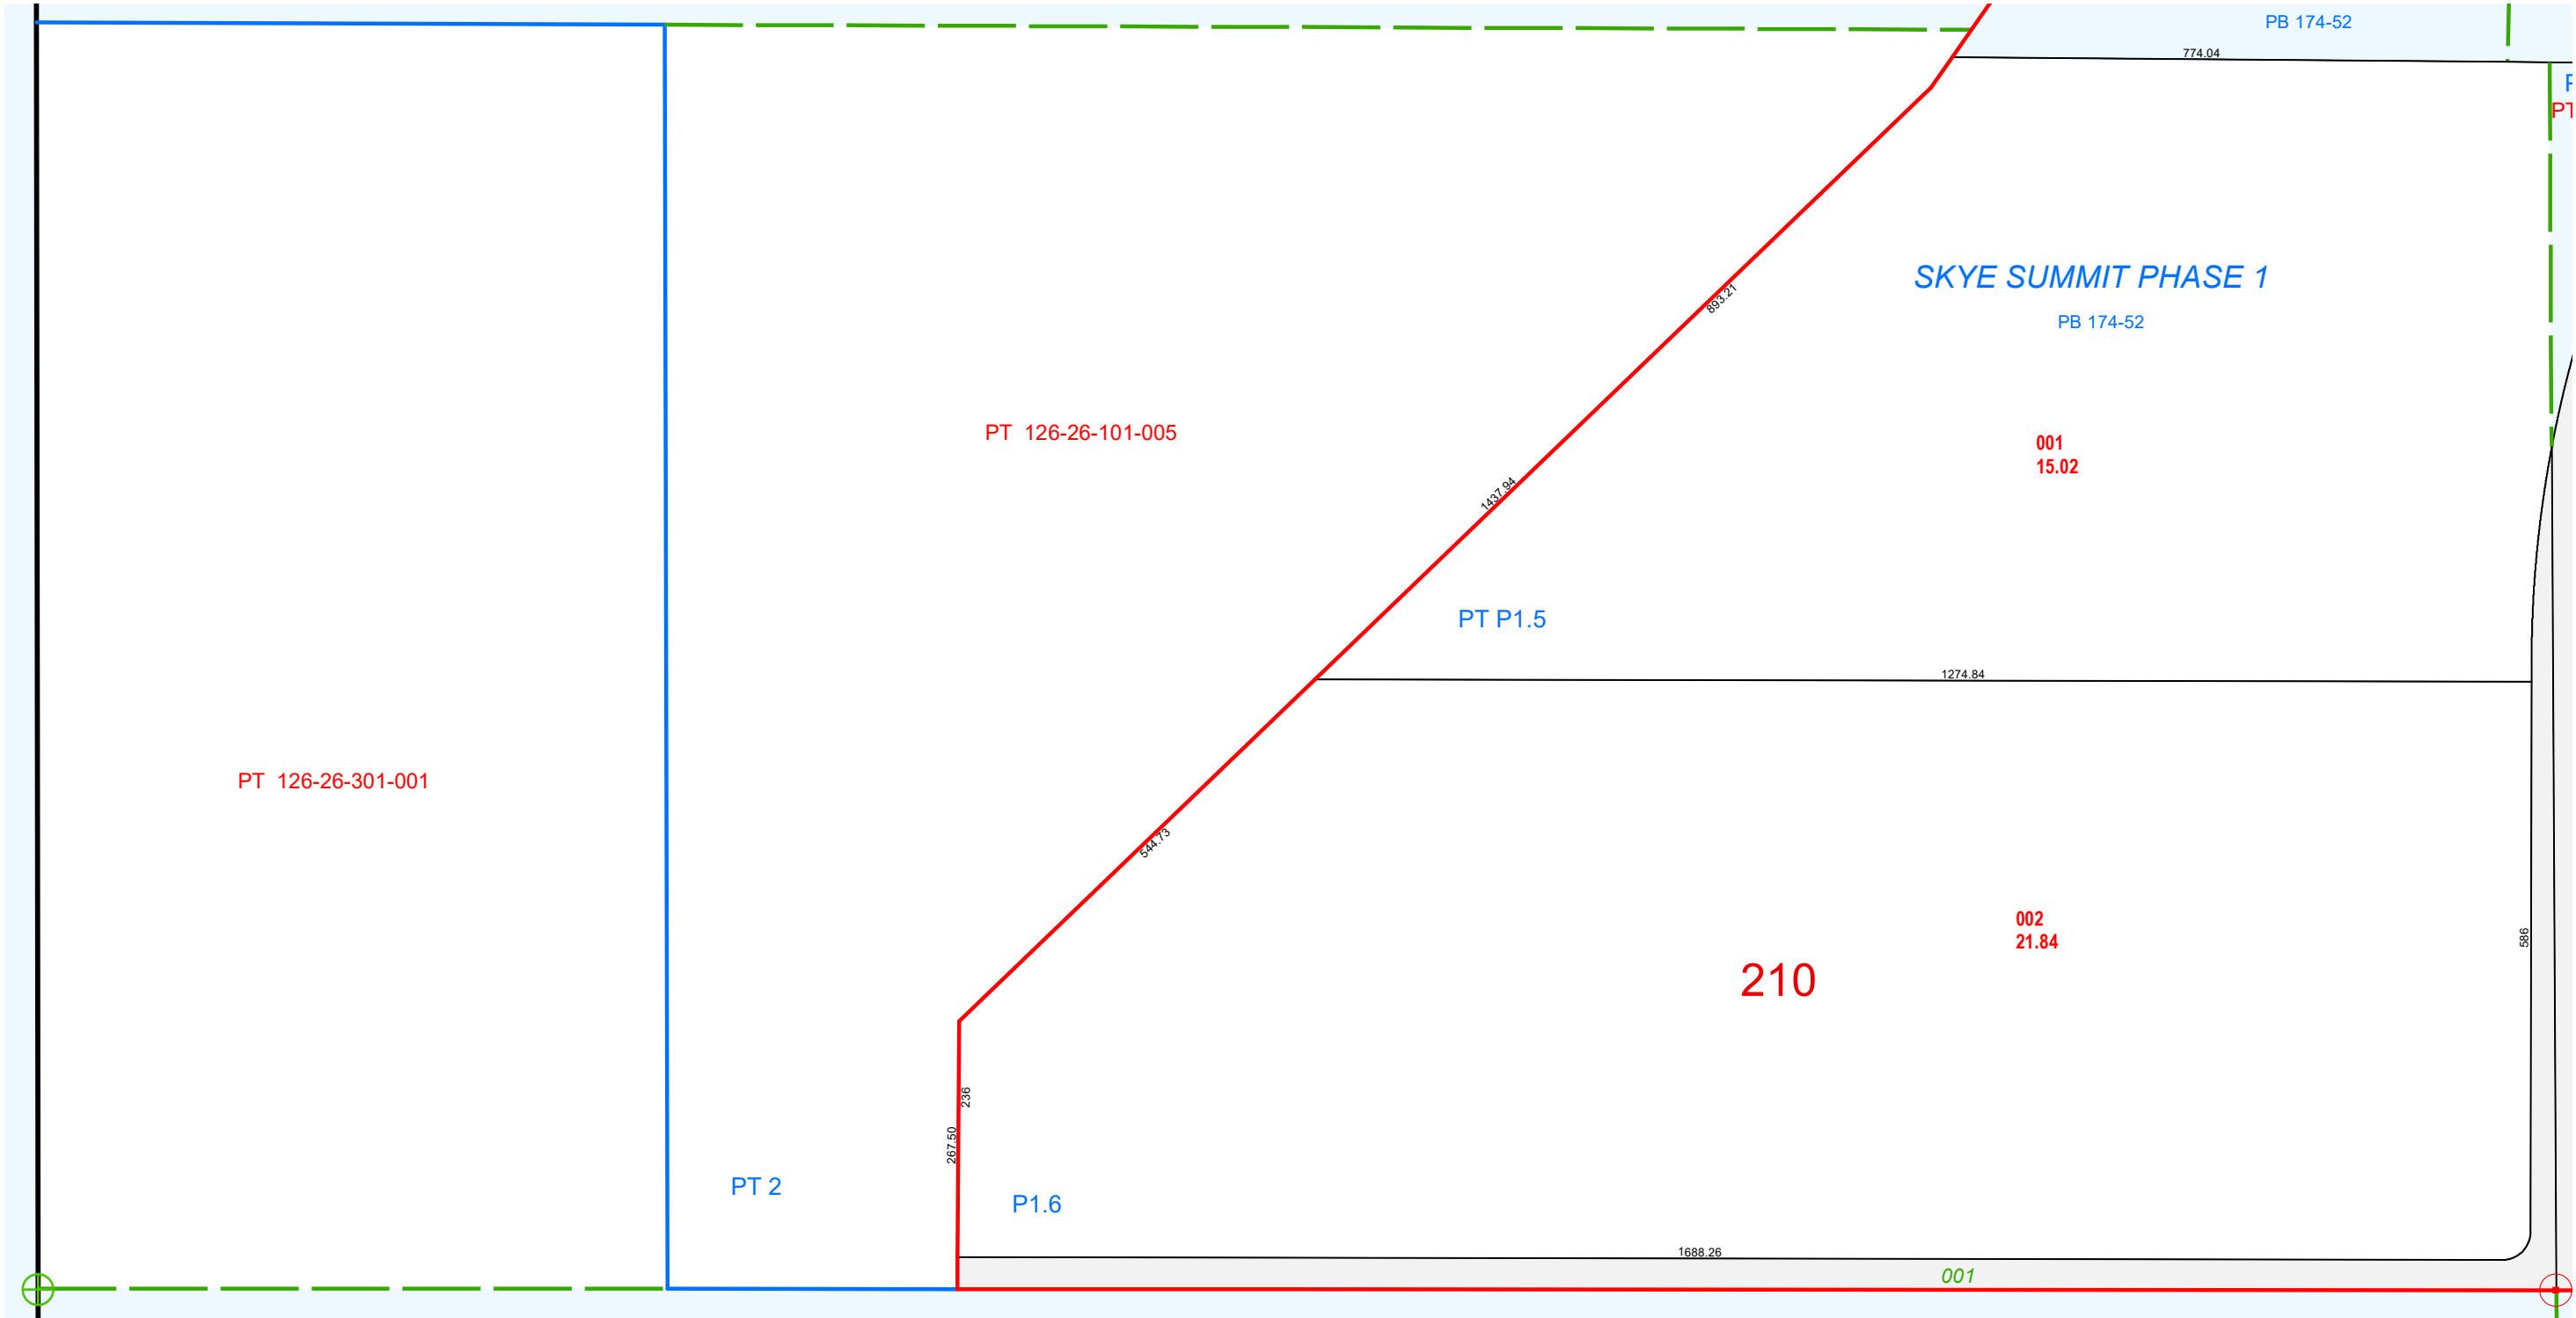 PB 174-52
774.04
PT
893.21
SKYE SUMMIT PHASE 1
PB 174-52
PT 126-26-101-005
001
15.02
1437.94
PT P1.5
1274.84
PT 126-26-301-001
544.73
002
21.84
586
210
236
267.50
PT 2
P1.6
1688.26
001